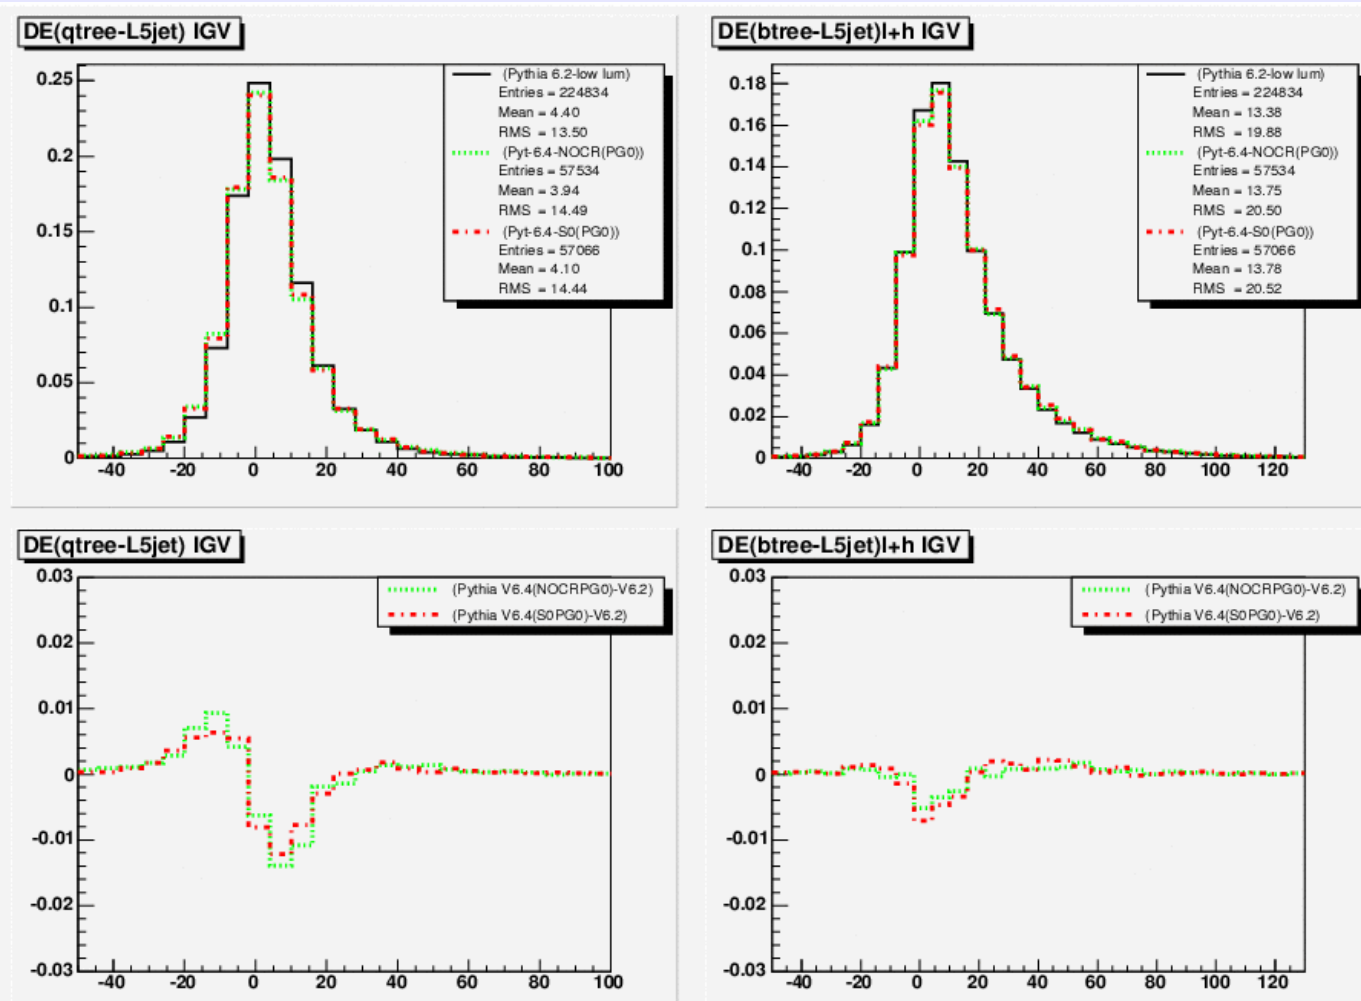 DE(qtree-L5jet) IGV
(Pythia 6.2-low lum)
Entries = 224834
Mean = 4.40
RMS = 13.50
(Pyt-6.4-NOCR(PG0))
Entries = 57534
Mean = 3.94
RMS = 14.49
(Pyt-6.4-S0(PG0))
Entries = 57066
Mean = 4.10
RMS = 14.44
0.25
0.2
0.15
0.1
0.05
0
-40 -20 0 20 40 60 80 100
DE(btree-L5jet)l+h IGV
(Pythia 6.2-low lum)
Entries = 224834
Mean = 13.38
RMS = 19.88
(Pyt-6.4-NOCR(PG0))
Entries = 57534
Mean = 13.75
RMS = 20.50
(Pyt-6.4-S0(PG0))
Entries = 57066
Mean = 13.78
RMS = 20.52
0.18
0.16
0.14
0.12
0.1
0.08
0.06
0.04
0.02
0
-40 -20 0 20 40 60 80 100 120
DE(qtree-L5jet) IGV
(Pythia V6.4(NOCRPG0)-V6.2)
(Pythia V6.4(S0PG0)-V6.2)
0.03
0.02
0.01
0
-0.01
-0.02
-0.03
-40 -20 0 20 40 60 80 100
DE(btree-L5jet)l+h IGV
(Pythia V6.4(NOCRPG0)-V6.2)
(Pythia V6.4(S0PG0)-V6.2)
0.03
0.02
0.01
0
-0.01
-0.02
-0.03
-40 -20 0 20 40 60 80 100 120